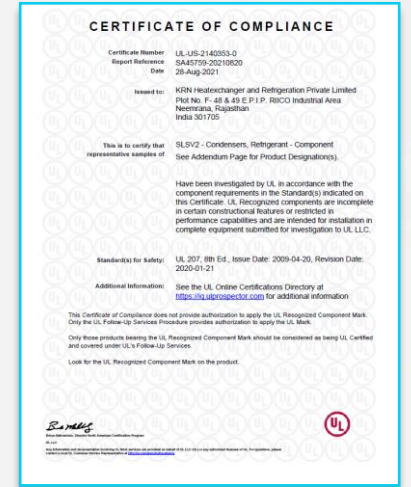 CERTIFICATE OF COMPLIANCE
Certificate Number UL-US-2140353-0
Report Reference SA45759-20210820
Date 28-Aug-2021
Issued to: KRN Heatexchanger and Refrigeration Private Limited
Plot No. F- 48 & 49 E.P.I.P. RIICO Industrial Area
Neemrana, Rajasthan
India 301705
This is to certify that SLSV2 - Condensers, Refrigerant - Component
representative samples of See Addendum Page for Product Designation(s).
Have been investigated by UL in accordance with the
component requirements in the Standard(s) indicated on
this Certificate. UL Recognized components are incomplete
in certain constructional features or restricted in
performance capabilities and are intended for installation in
complete equipment submitted for investigation to UL LLC.
Standard(s) for Safety: UL 207, 8th Ed., Issue Date: 2009-04-20, Revision Date:
2020-01-21
Additional Information: See the UL Online Certifications Directory at
https://iq.ulprospector.com for additional information
This Certificate of Compliance does not provide authorization to apply the UL Recognized Component Mark.
Only the UL Follow-Up Services Procedure provides authorization to apply the UL Mark.
Only those products bearing the UL Recognized Component Mark should be considered as being UL Certified
and covered under UL's Follow-Up Services.
Look for the UL Recognized Component Mark on the product.
UL